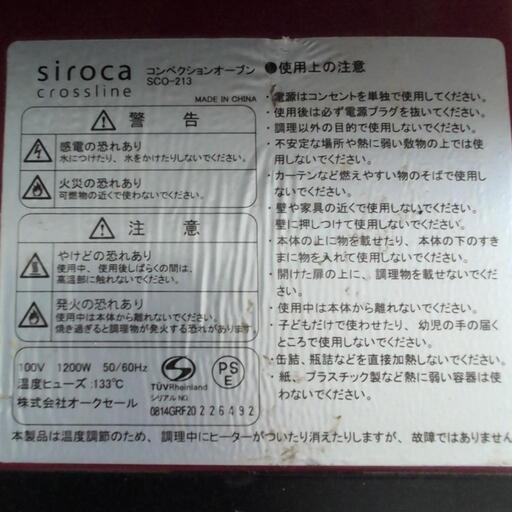 siroca
crossline
コンベクションオーブン
SCO-213
MADE IN CHINA
警告
感電の恐れあり
水につけたり、水をかけたりしないでください。
火災の恐れあり
可燃物の近くで使わないでください。
注意
やけどの恐れあり
使用中、使用後しばらくの間は、
高温部に触れないでください。
発火の恐れあり
使用中は本体から離れないでください。
焼き過ぎると調理物が発火する恐れがあります。
100V 1200W 50/60Hz
温度ヒューズ:133℃
株式会社オークセール
TÜVRheinland
シリアルNO.
0814GRF20226492
PS
E
使用上の注意
・電源はコンセントを単独で使用してください。
・使用後は必ず電源プラグを抜いてください。
・調理以外の目的で使用しないでください。
・不安定な場所や熱に弱い敷物の上では使
用しないでください。
・カーテンなど燃えやすい物のそばで使用し
ないでください。
・壁や家具の近くで使用しないでください。
壁に押しつけて使用しないでください。
・本体の上に物を載せたり、本体の下のすき
まに物を入れて使用しないでください。
・開けた扉の上に、調理物を載せないでくだ
さい。
・使用中は本体から離れないでください。
・子どもだけで使わせたり、幼児の手の届く
ところで使用しないでください。
・缶詰、瓶詰などを直接加熱しないでください。
・紙、プラスチック製など熱に弱い容器は使
わないでください。
本製品は温度調節のため、調理中にヒーターがついたり消えたりしますが、故障ではありません